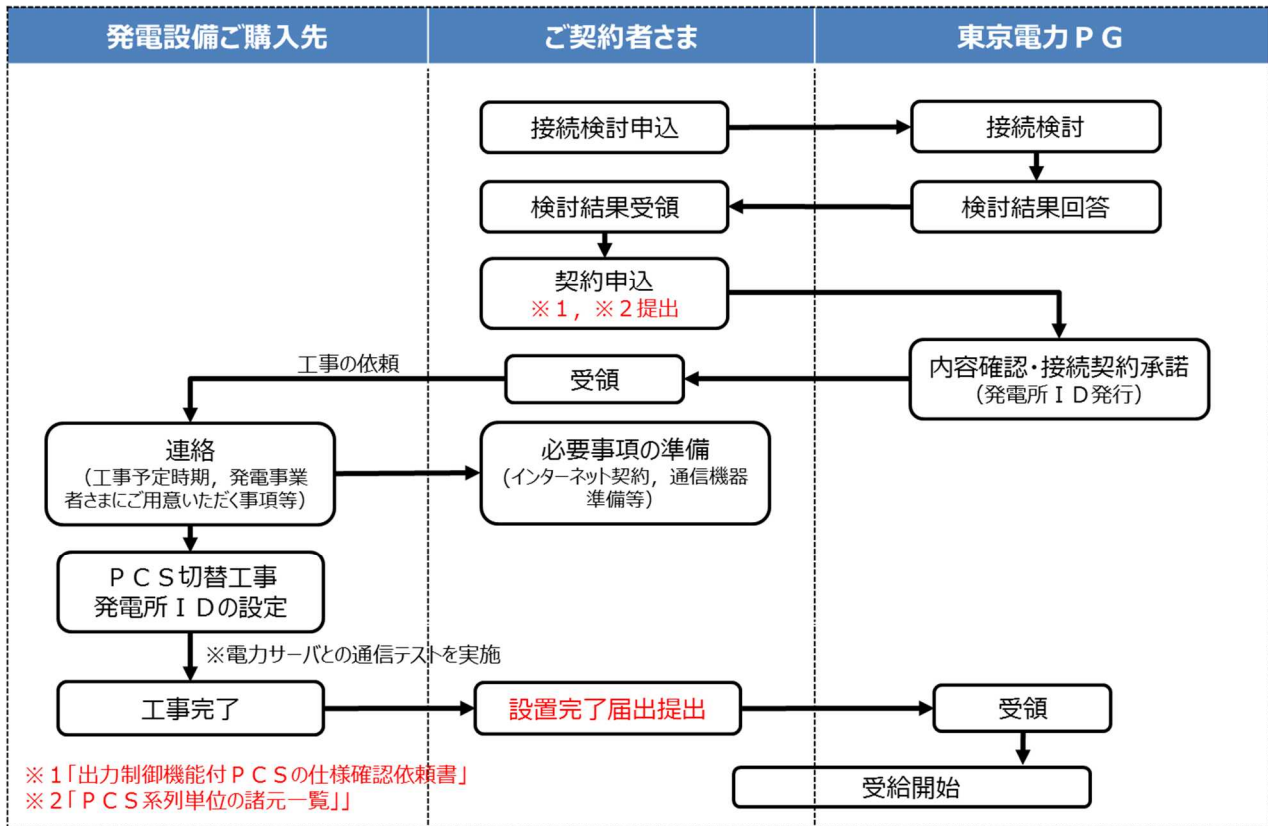 発電設備ご購入先
ご契約者さま
東京電力ＰＧ
接続検討申込
接続検討
検討結果受領
検討結果回答
契約申込
※１，※２提出
工事の依頼
受領
内容確認・接続契約承諾
（発電所ＩＤ発行）
連絡
（工事予定時期，発電事業
者さまにご用意いただく事項等）
必要事項の準備
（インターネット契約，通信機器
準備等）
ＰＣＳ切替工事
発電所ＩＤの設定
※電力サーバとの通信テストを実施
工事完了
設置完了届出提出
受領
受給開始
※１「出力制御機能付ＰＣＳの仕様確認依頼書」
※２「ＰＣＳ系列単位の諸元一覧」」